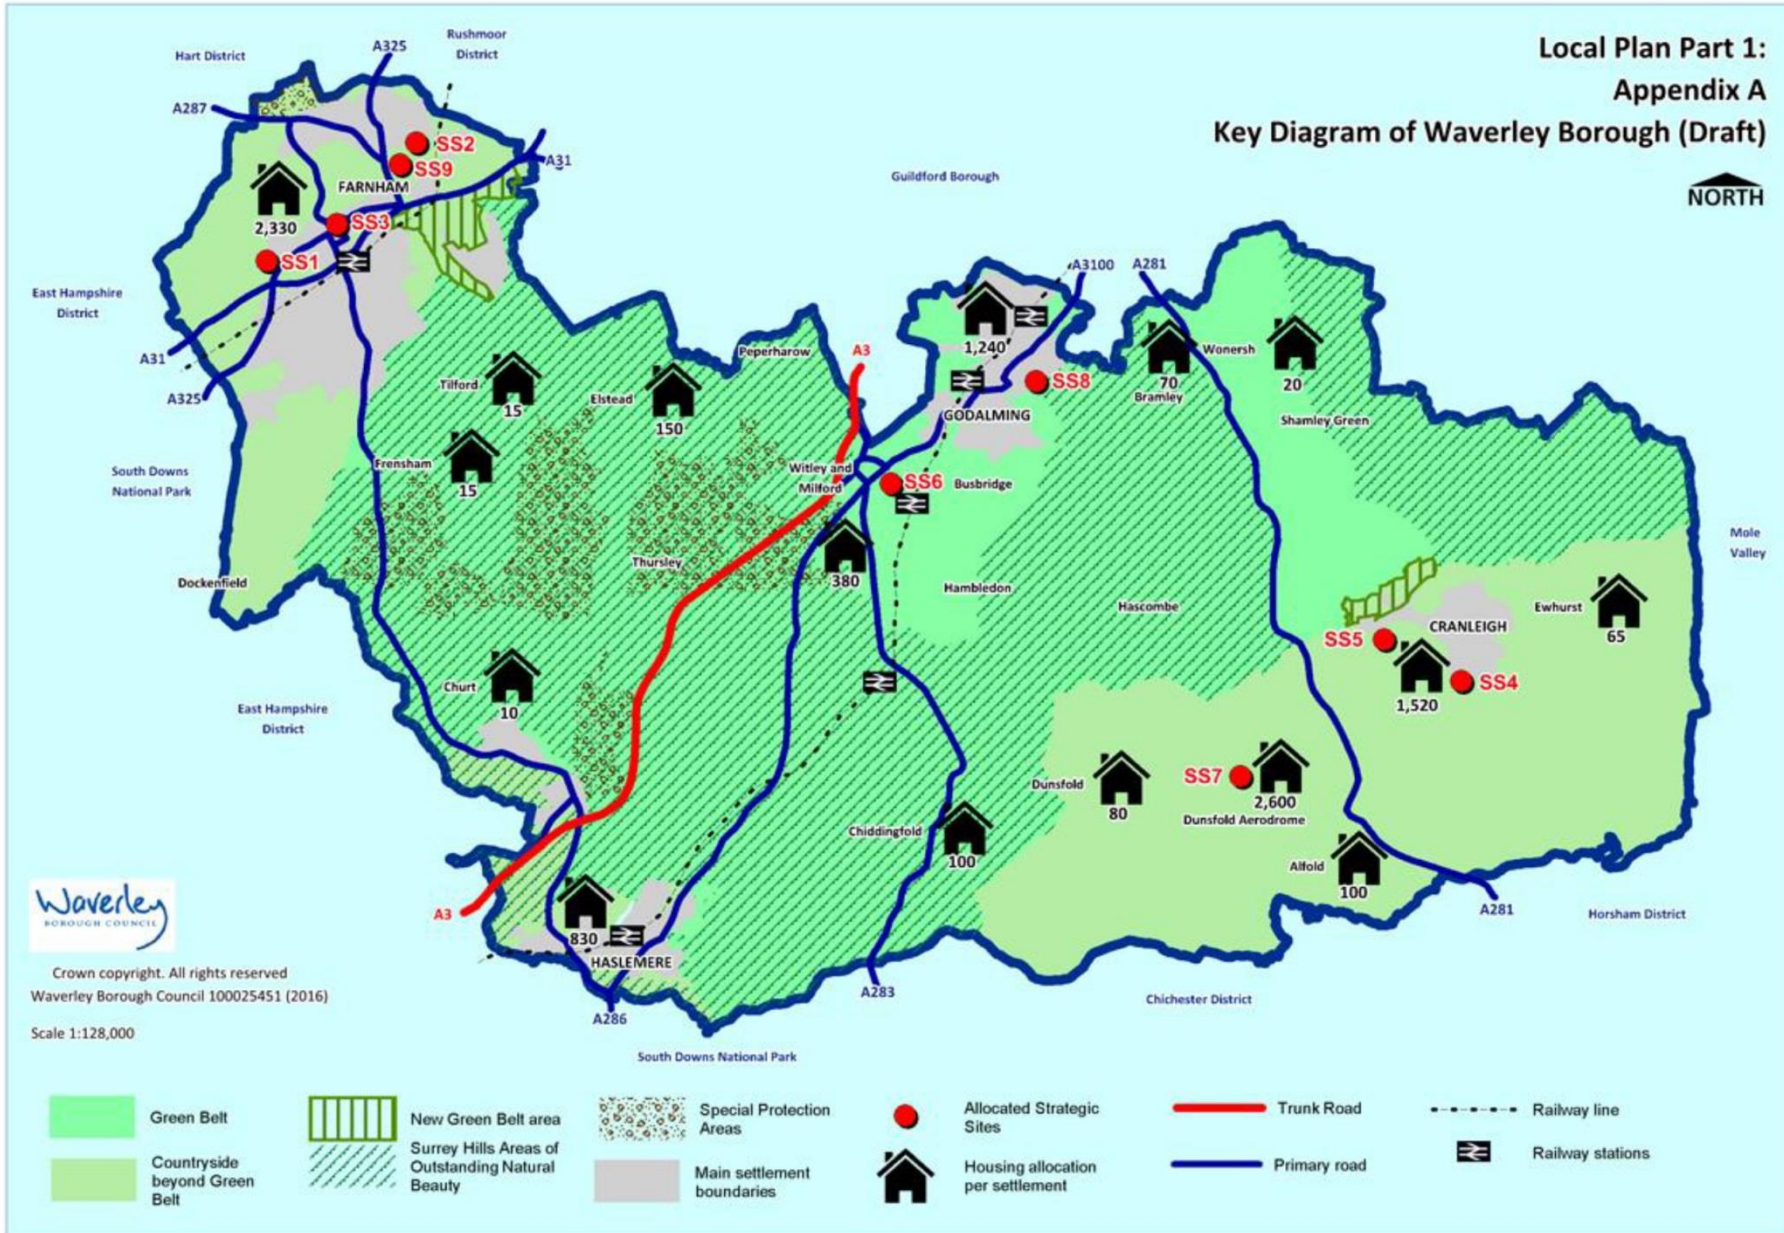 Local Plan Part 1:
Appendix A
Key Diagram of Waverley Borough (Draft)
NORTH
Hart District
A325
Rushmoor
District
A287
SS2
SS9
A31
FARNHAM
2,330
SS3
SS1
East Hampshire
District
A31
A325
Guildford Borough
A3100
A281
1,240
Peperharow
A3
Wonersh
70
Bramley
20
Shamley Green
SS8
GODALMING
Tilford
15
Elstead
150
South Downs
National Park
Frensham
15
Witley and
Milford
SS6
Busbridge
Mole
Valley
Thursley
380
Dockenfield
Hambledon
Hascombe
Ewhurst
65
CRANLEIGH
SS5
1,520
SS4
East Hampshire
District
Churt
10
Dunsfold
80
SS7
2,600
Dunsfold Aerodrome
Chiddingfold
100
Alfold
100
A281
Horsham District
A3
830
HASLEMERE
A286
A283
Chichester District
South Downs National Park
Waverley
BOROUGH COUNCIL
Crown copyright. All rights reserved
Waverley Borough Council 100025451 (2016)
Scale 1:128,000
Green Belt
Countryside
beyond Green
Belt
New Green Belt area
Surrey Hills Areas of
Outstanding Natural
Beauty
Special Protection
Areas
Main settlement
boundaries
Allocated Strategic
Sites
Housing allocation
per settlement
Trunk Road
Primary road
Railway line
Railway stations